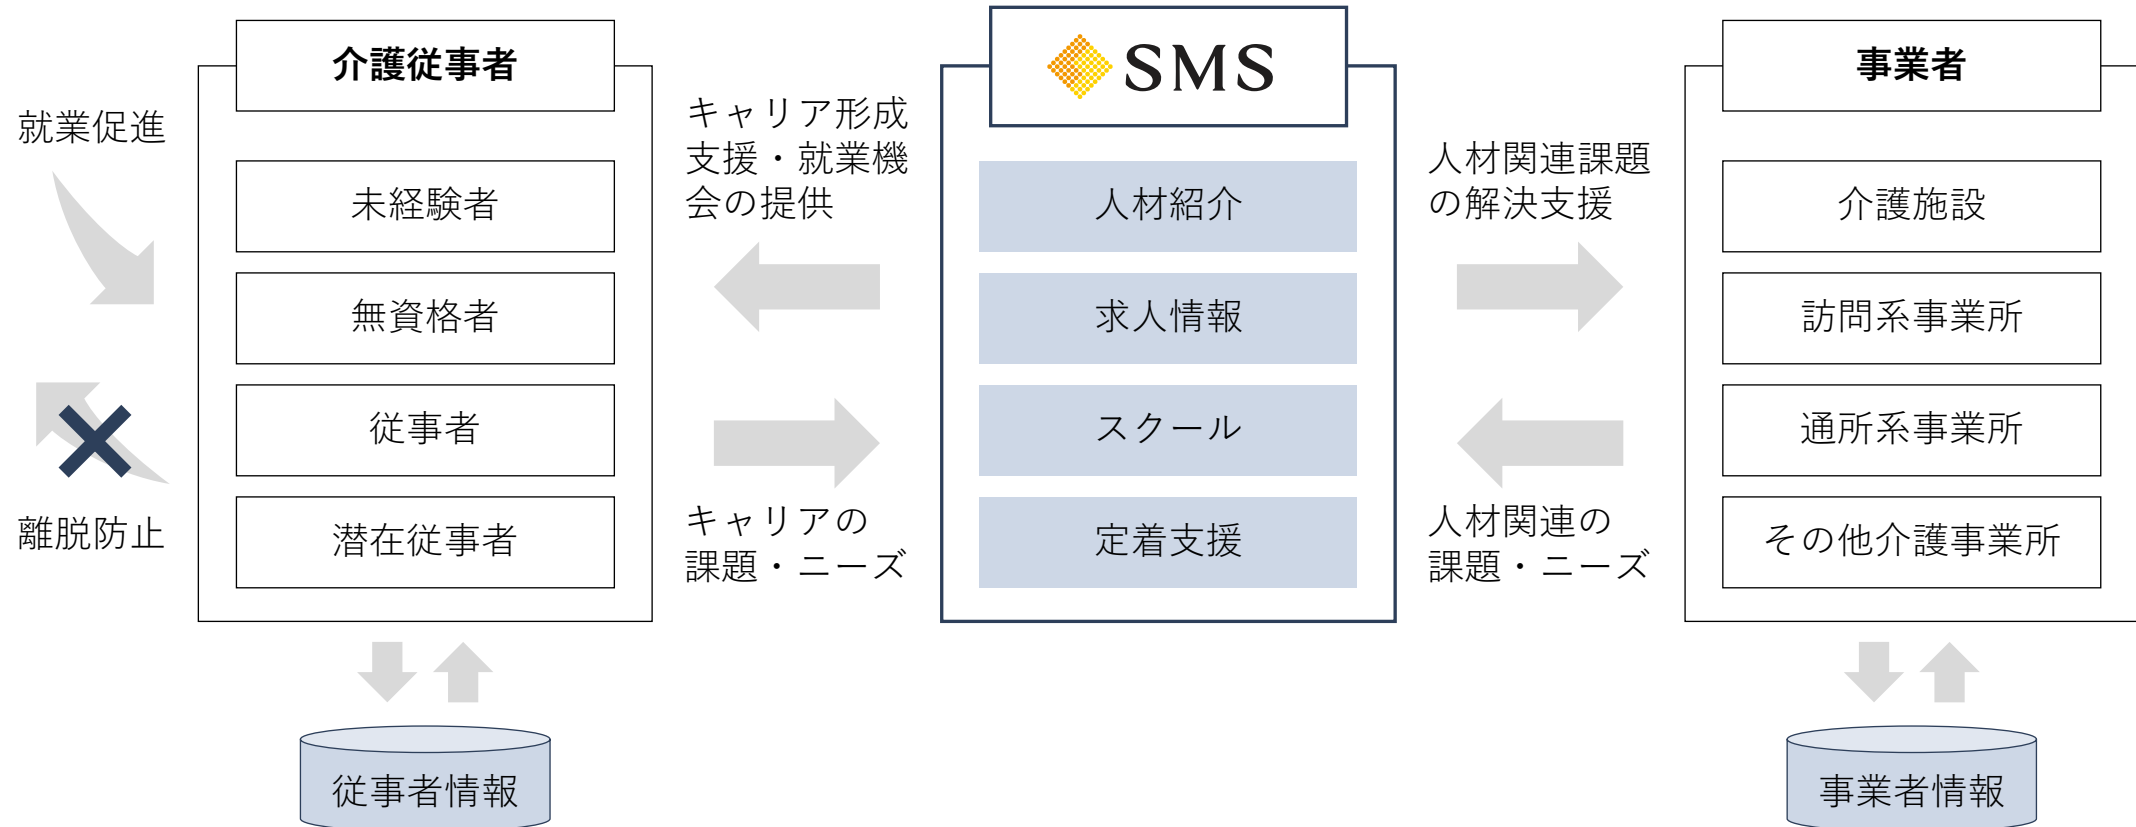 介護従事者
SMS
事業者
就業促進
キャリア形成
支援・就業機
会の提供
人材関連課題
の解決支援
未経験者
人材紹介
介護施設
無資格者
求人情報
訪問系事業所
従事者
スクール
通所系事業所
離脱防止
キャリアの
課題・ニーズ
人材関連の
課題・ニーズ
潜在従事者
定着支援
その他介護事業所
従事者情報
事業者情報